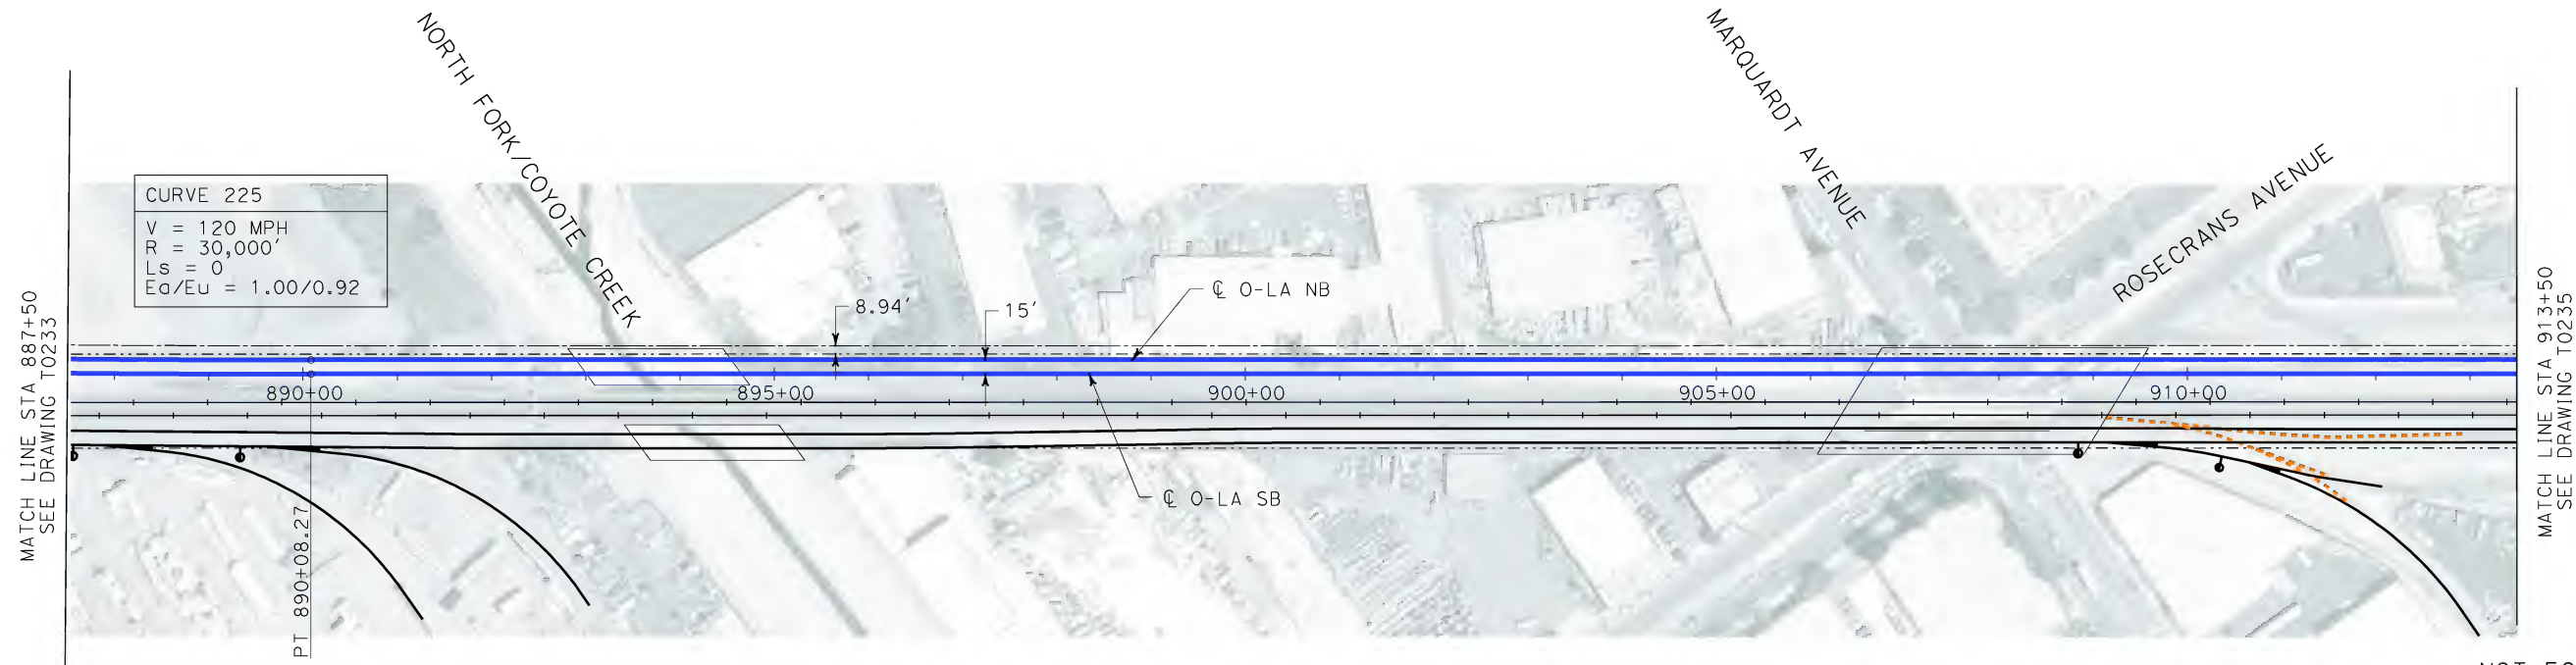 NORTH FORK/COYOTE CREEK
MARQUARDT AVENUE
ROSECRANS AVENUE
CURVE 225
V = 120 MPH
R = 30,000'
Ls = 0
Ea/Eu = 1.00/0.92
MATCH LINE STA 887+50
SEE DRAWING TO233
8.94'
15'
℄ O-LA NB
890+00
895+00
900+00
905+00
910+00
℄ O-LA SB
PT 890+08.27
MATCH LINE STA 913+50
SEE DRAWING TO235